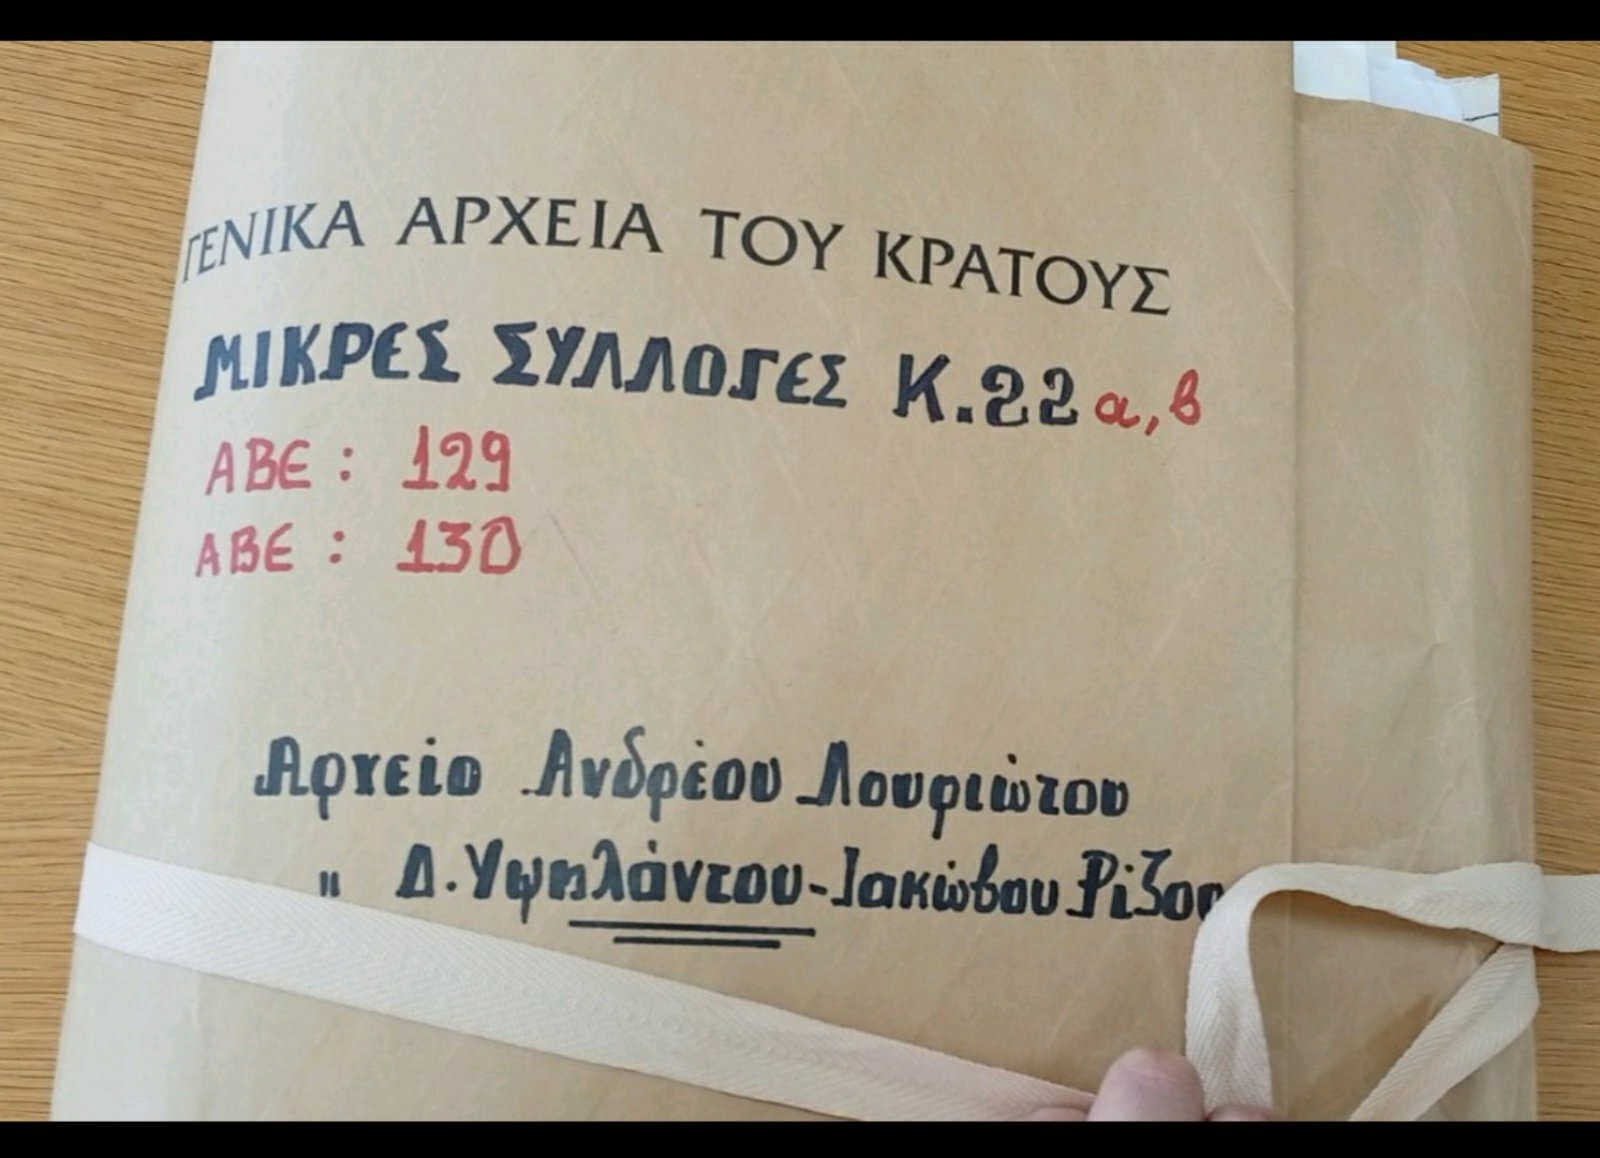 ΓΕΝΙΚΑ ΑΡΧΕΙΑ ΤΟΥ ΚΡΑΤΟΥΣ
ΜΙΚΡΕΣ ΣΥΛΛΟΓΕΣ Κ.22 α, β
ΑΒΕ : 129
ΑΒΕ : 130
Αρχείο Ανδρέου Λουριώτου
" Δ. Υψηλάντου - Ιακώβου Ρίζου